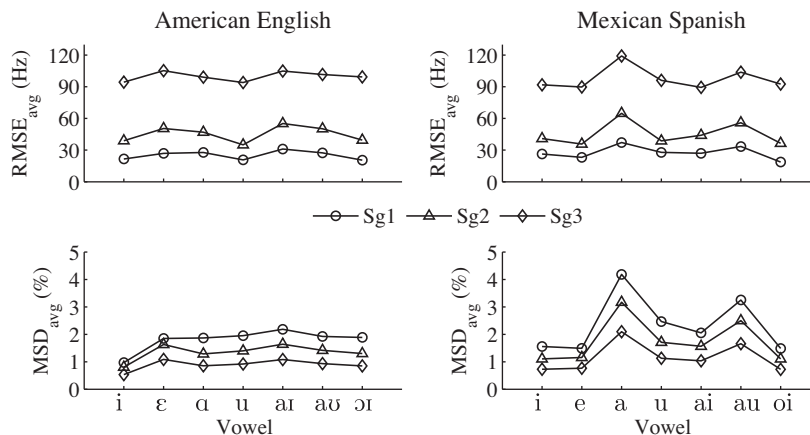 American English
Mexican Spanish
RMSE_avg (Hz)
120
90
60
30
0
RMSE_avg (Hz)
120
90
60
30
0
Sg1 Sg2 Sg3
MSD_avg (%)
5
4
3
2
1
0
i ɛ ɑ u aɪ aʊ ɔɪ
Vowel
MSD_avg (%)
5
4
3
2
1
0
i e a u ai au oi
Vowel